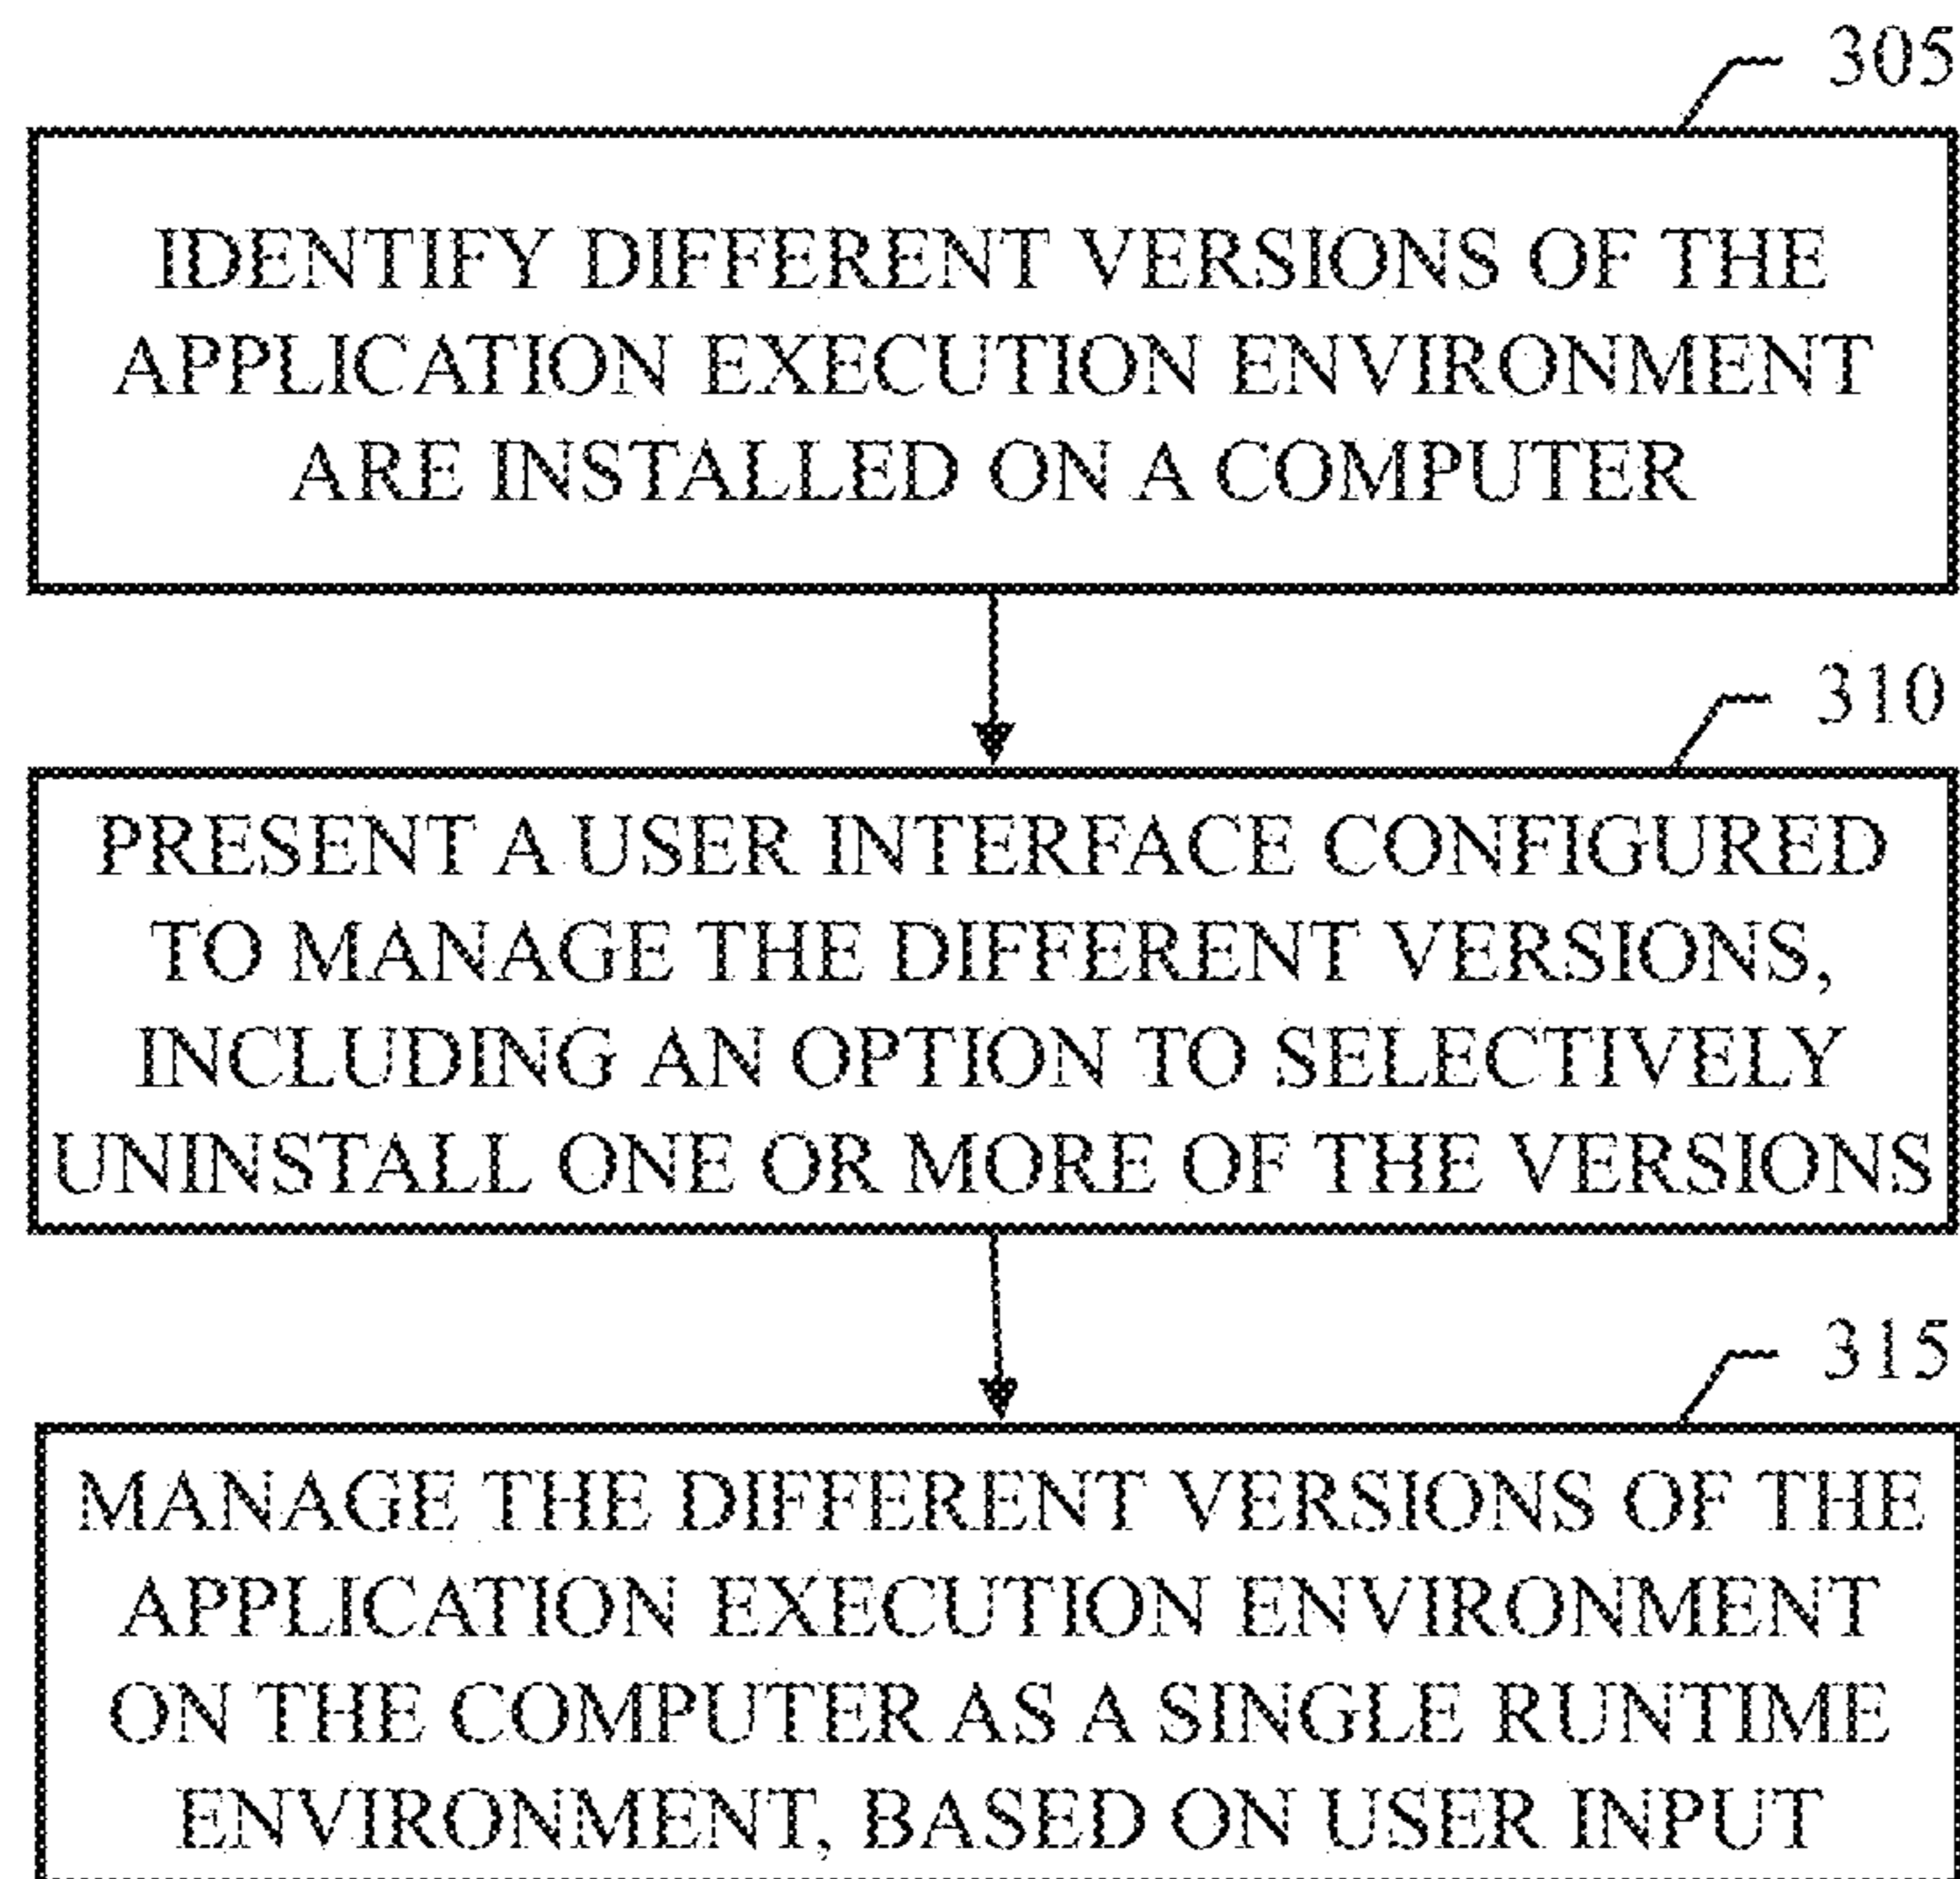 305
IDENTIFY DIFFERENT VERSIONS OF THE
APPLICATION EXECUTION ENVIRONMENT
ARE INSTALLED ON A COMPUTER
310
PRESENT A USER INTERFACE CONFIGURED
TO MANAGE THE DIFFERENT VERSIONS,
INCLUDING AN OPTION TO SELECTIVELY
UNINSTALL ONE OR MORE OF THE VERSIONS
315
MANAGE THE DIFFERENT VERSIONS OF THE
APPLICATION EXECUTION ENVIRONMENT
ON THE COMPUTER AS A SINGLE RUNTIME
ENVIRONMENT, BASED ON USER INPUT